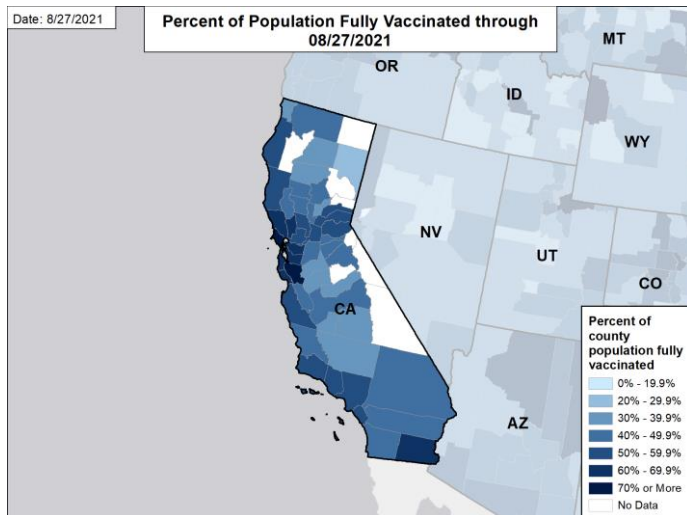 Date: 8/27/2021
Percent of Population Fully Vaccinated through
08/27/2021
MT
OR
ID
WY
NV
UT
CO
CA
AZ
Percent of
county
population fully
vaccinated
0% - 19.9%
20% - 29.9%
30% - 39.9%
40% - 49.9%
50% - 59.9%
60% - 69.9%
70% or More
No Data